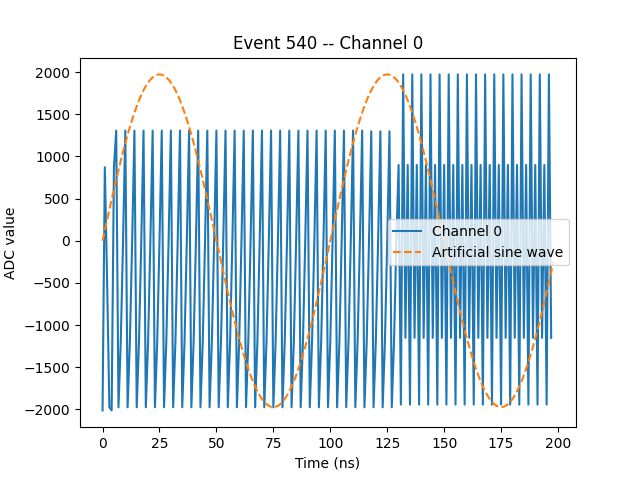 Event 540 -- Channel 0
ADC value
2000
1500
1000
500
0
−500
−1000
−1500
−2000
Channel 0
Artificial sine wave
0 25 50 75 100 125 150 175 200
Time (ns)